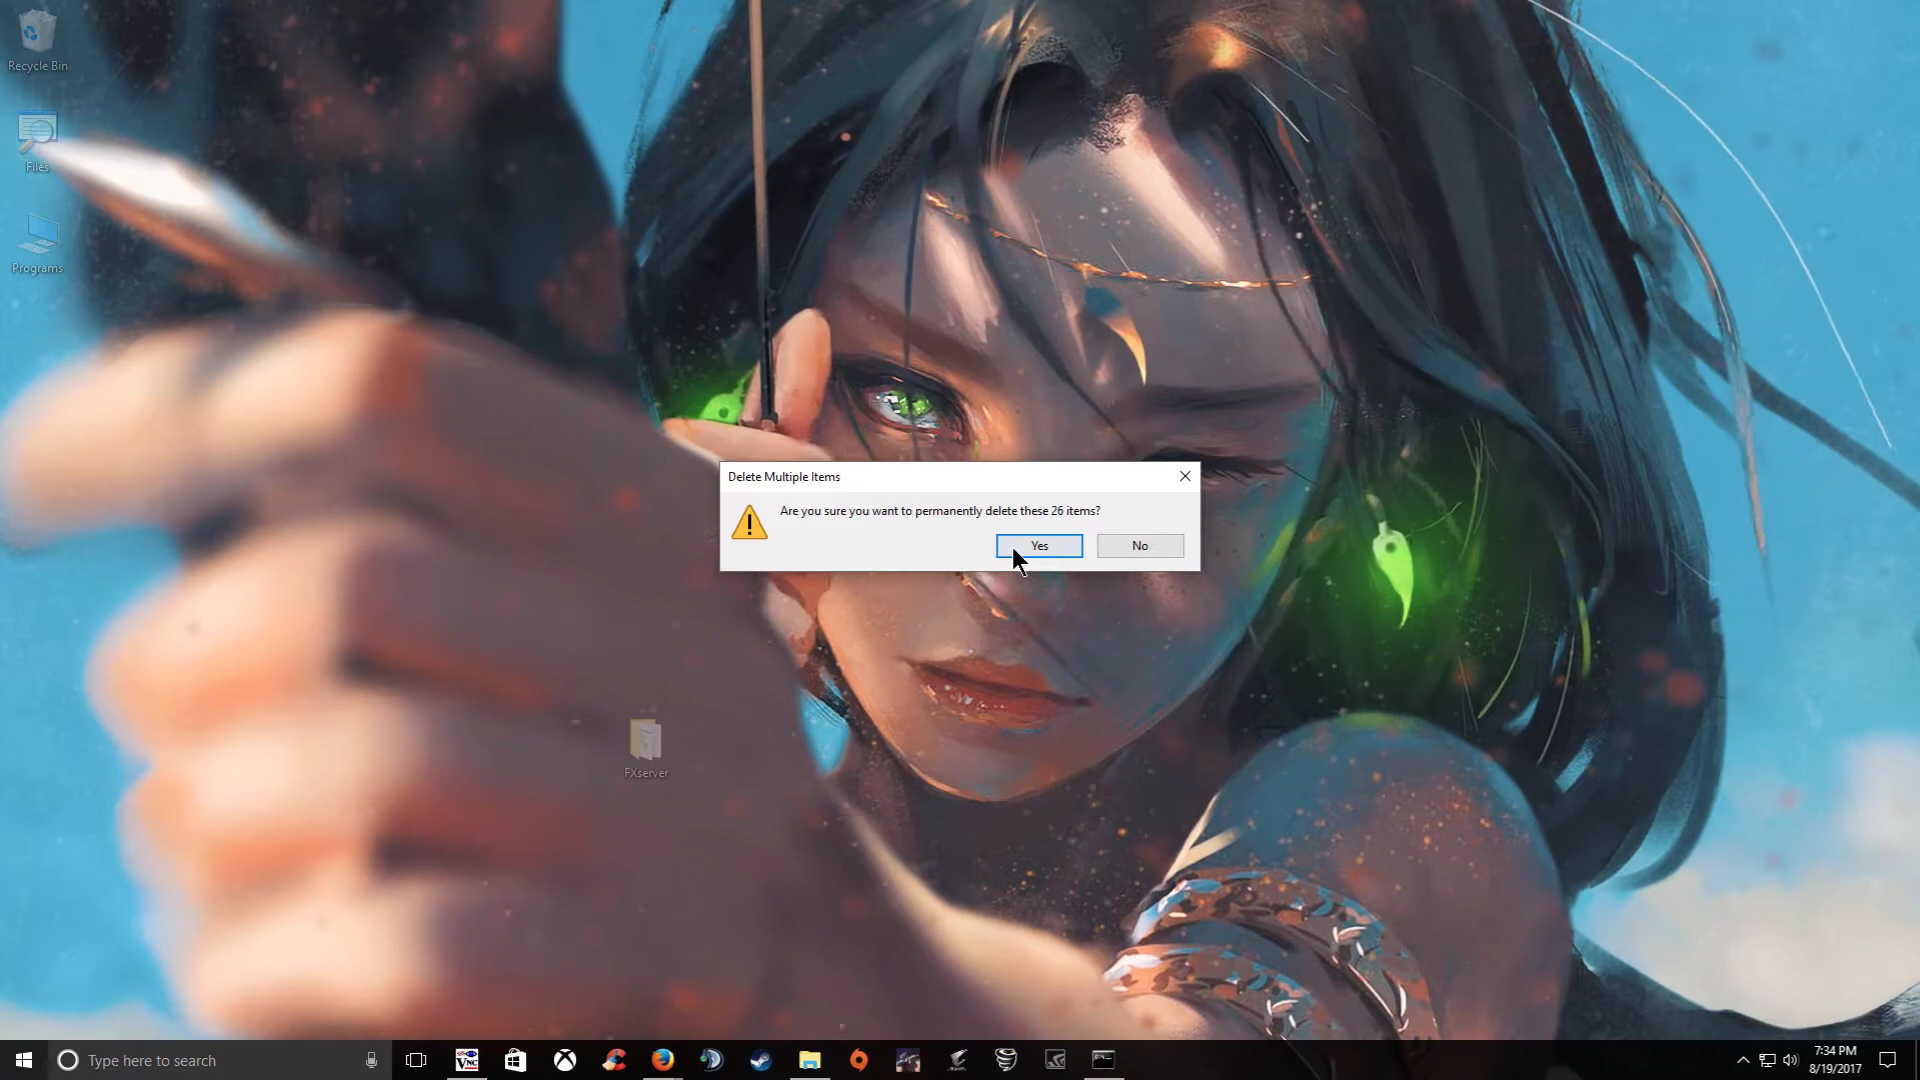 Recycle Bin
Files
Programs
Delete Multiple Items
Are you sure you want to permanently delete these 26 items?
Yes
No
FXserver
Type here to search
VNC
7:34 PM
8/19/2017